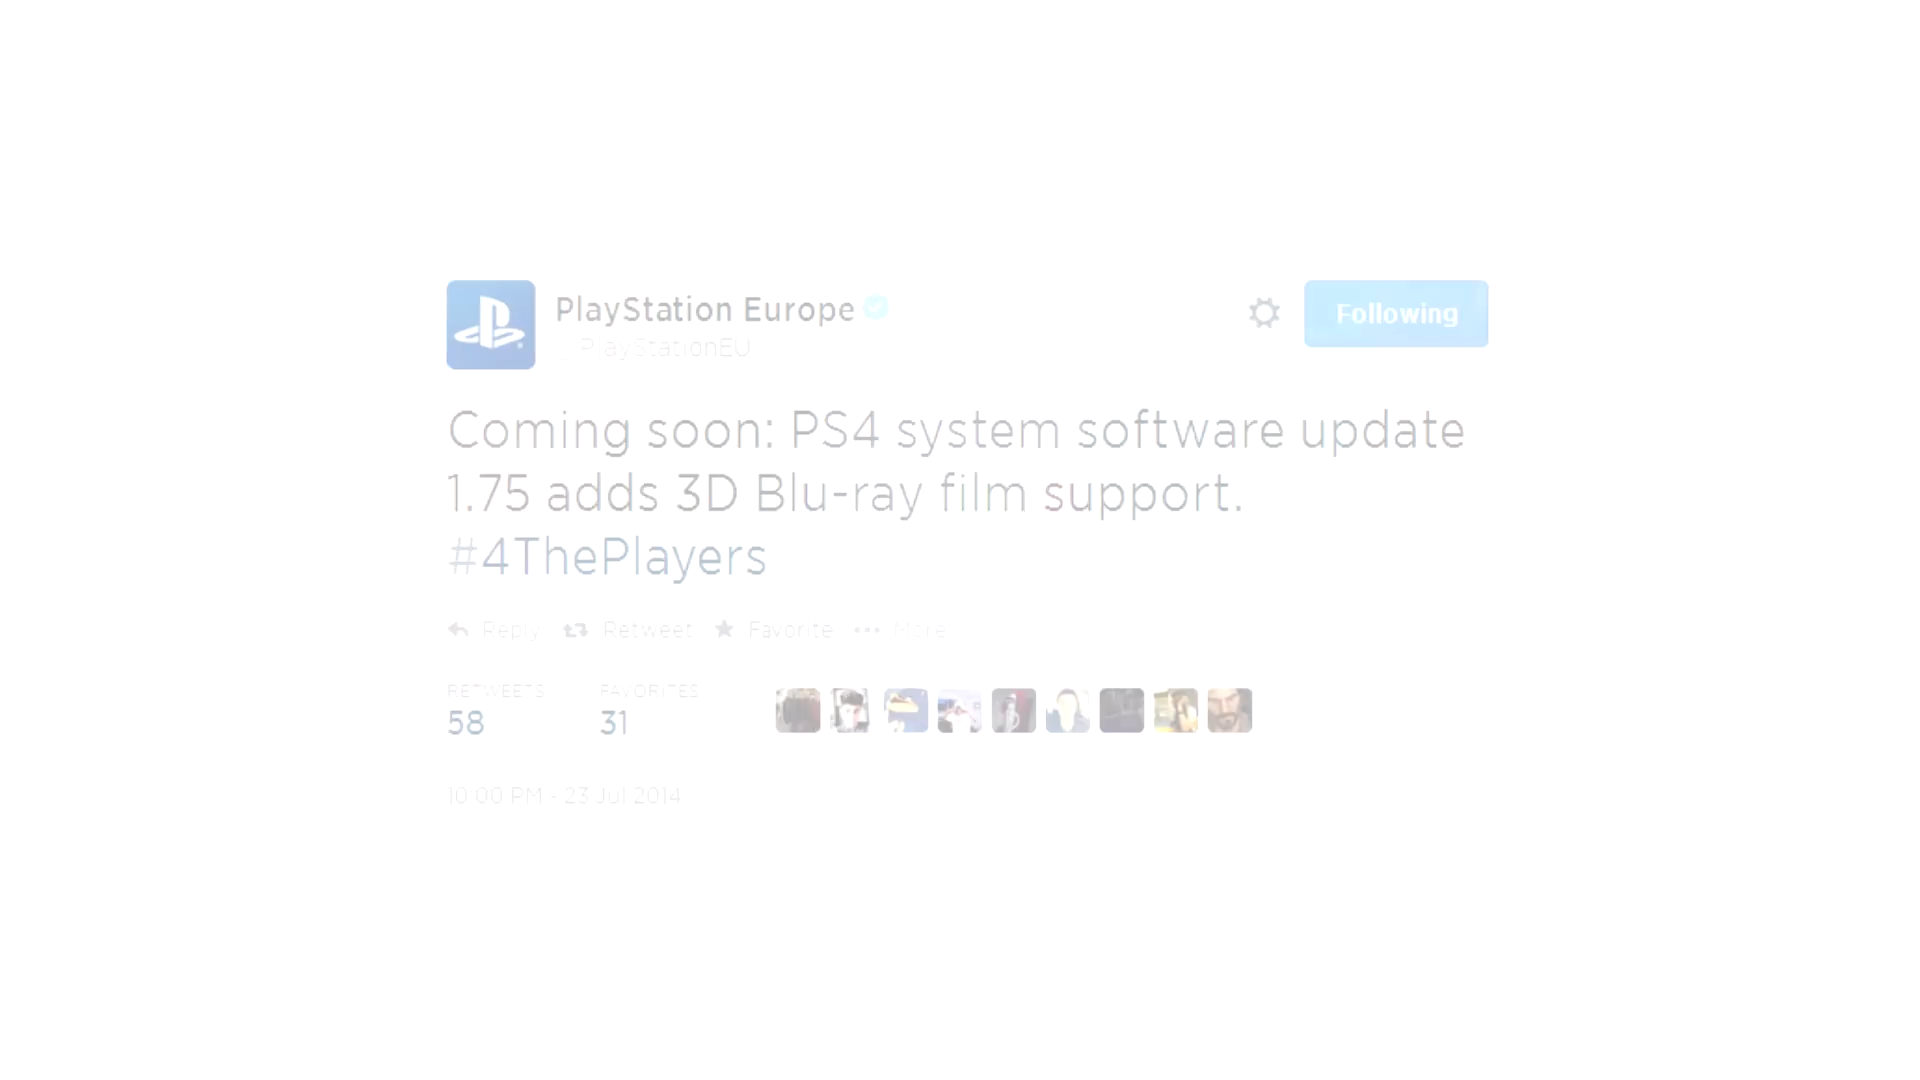 PlayStation Europe
Following
PlayStationEU
Coming soon: PS4 system software update
1.75 adds 3D Blu-ray film support.
#4ThePlayers
Reply Retweet Favorite More
RETWEETS FAVORITES
58 31
10:00 PM - 23 Jul 2014